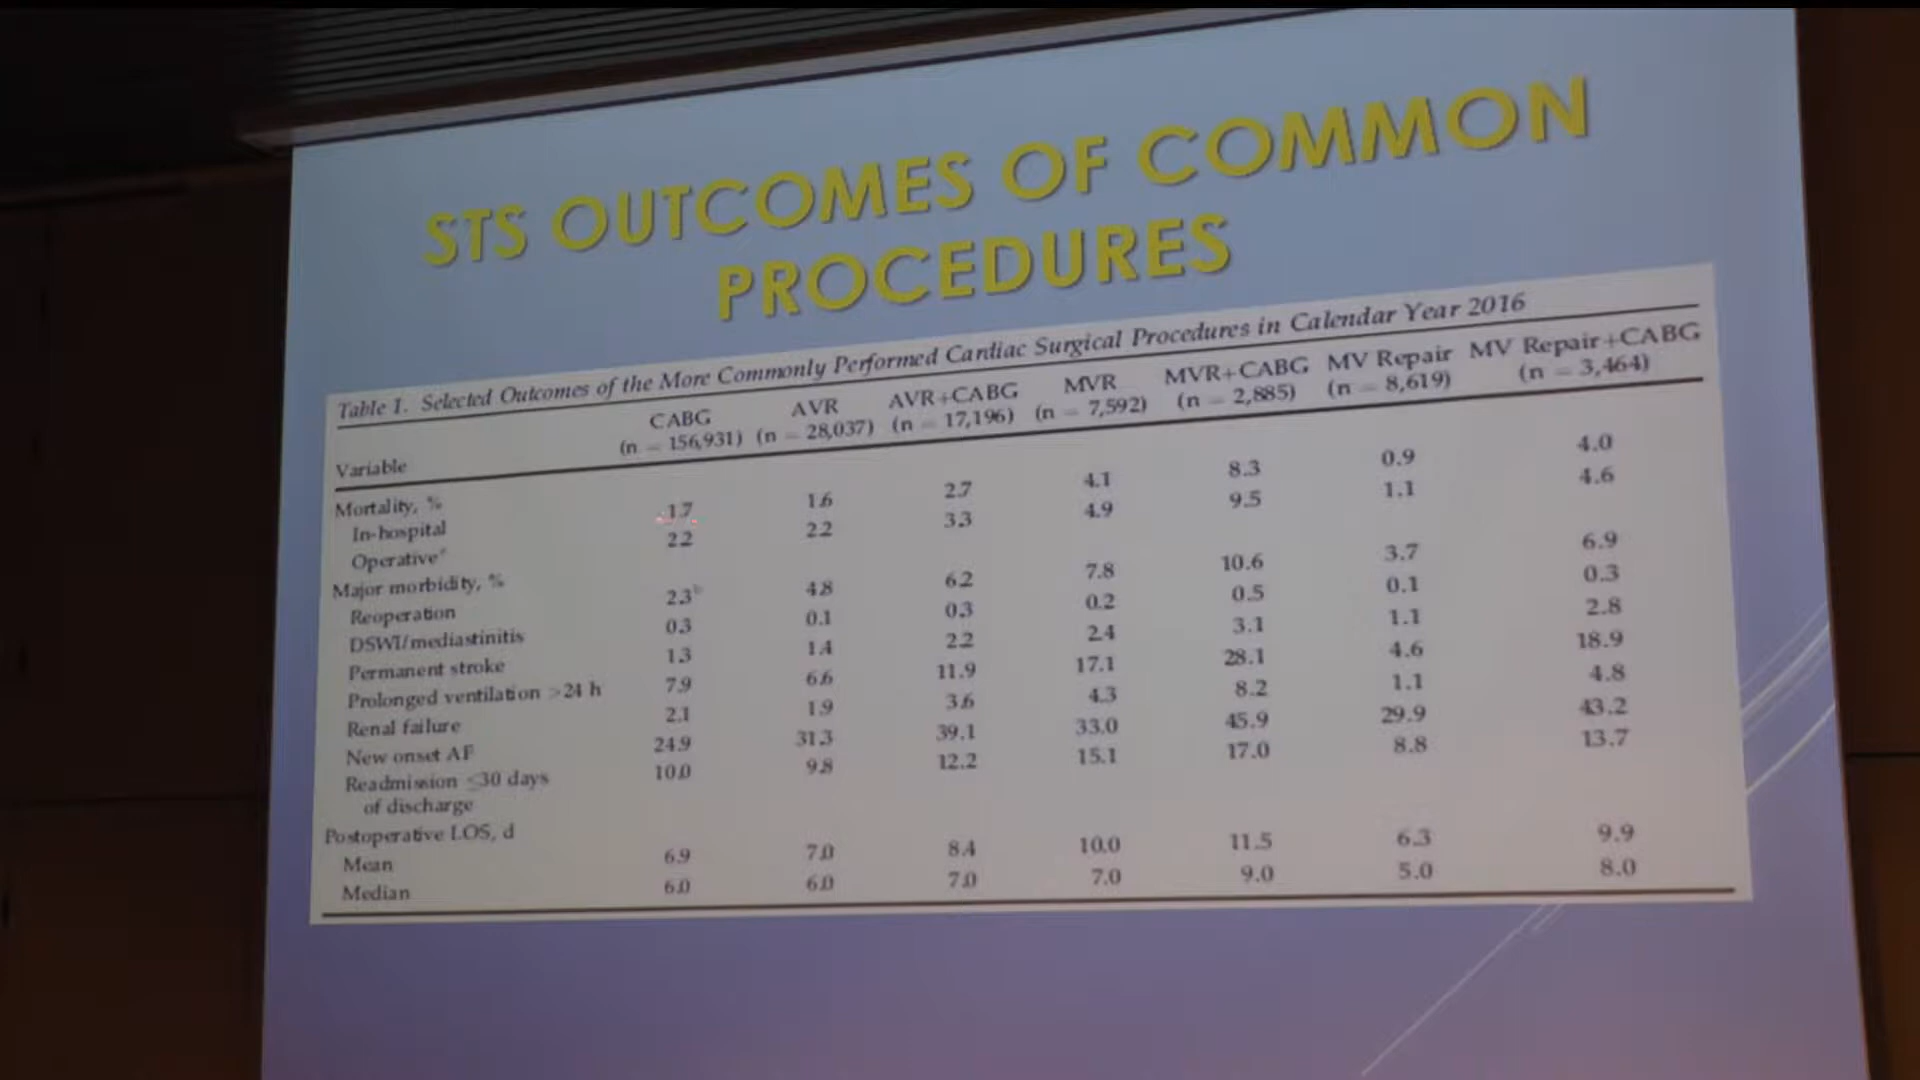 STS OUTCOMES OF COMMON
PROCEDURES
Table 1. Selected Outcomes of the More Commonly Performed Cardiac Surgical Procedures in Calendar Year 2016
Variable CABG (n = 156,931) AVR (n = 28,037) AVR+CABG (n = 17,196) MVR (n = 7,592) MVR+CABG (n = 2,885) MV Repair (n = 8,619) MV Repair+CABG (n = 3,464)
Mortality, %
In-hospital 1.7 1.6 2.7 4.1 8.3 0.9 4.0
Operativeª 2.2 2.2 3.3 4.9 9.5 1.1 4.6
Major morbidity, %
Reoperation 2.3ᵇ 4.8 6.2 7.8 10.6 3.7 6.9
DSWI/mediastinitis 0.3 0.1 0.3 0.2 0.5 0.1 0.3
Permanent stroke 1.3 1.4 2.2 2.4 3.1 1.1 2.8
Prolonged ventilation >24 h 7.9 6.6 11.9 17.1 28.1 4.6 18.9
Renal failure 2.1 1.9 3.6 4.3 8.2 1.1 4.8
New onset AF 24.9 31.3 39.1 33.0 45.9 29.9 43.2
Readmission ≤30 days 10.0 9.8 12.2 15.1 17.0 8.8 13.7
of discharge
Postoperative LOS, d
Mean 6.9 7.0 8.4 10.0 11.5 6.3 9.9
Median 6.0 6.0 7.0 7.0 9.0 5.0 8.0